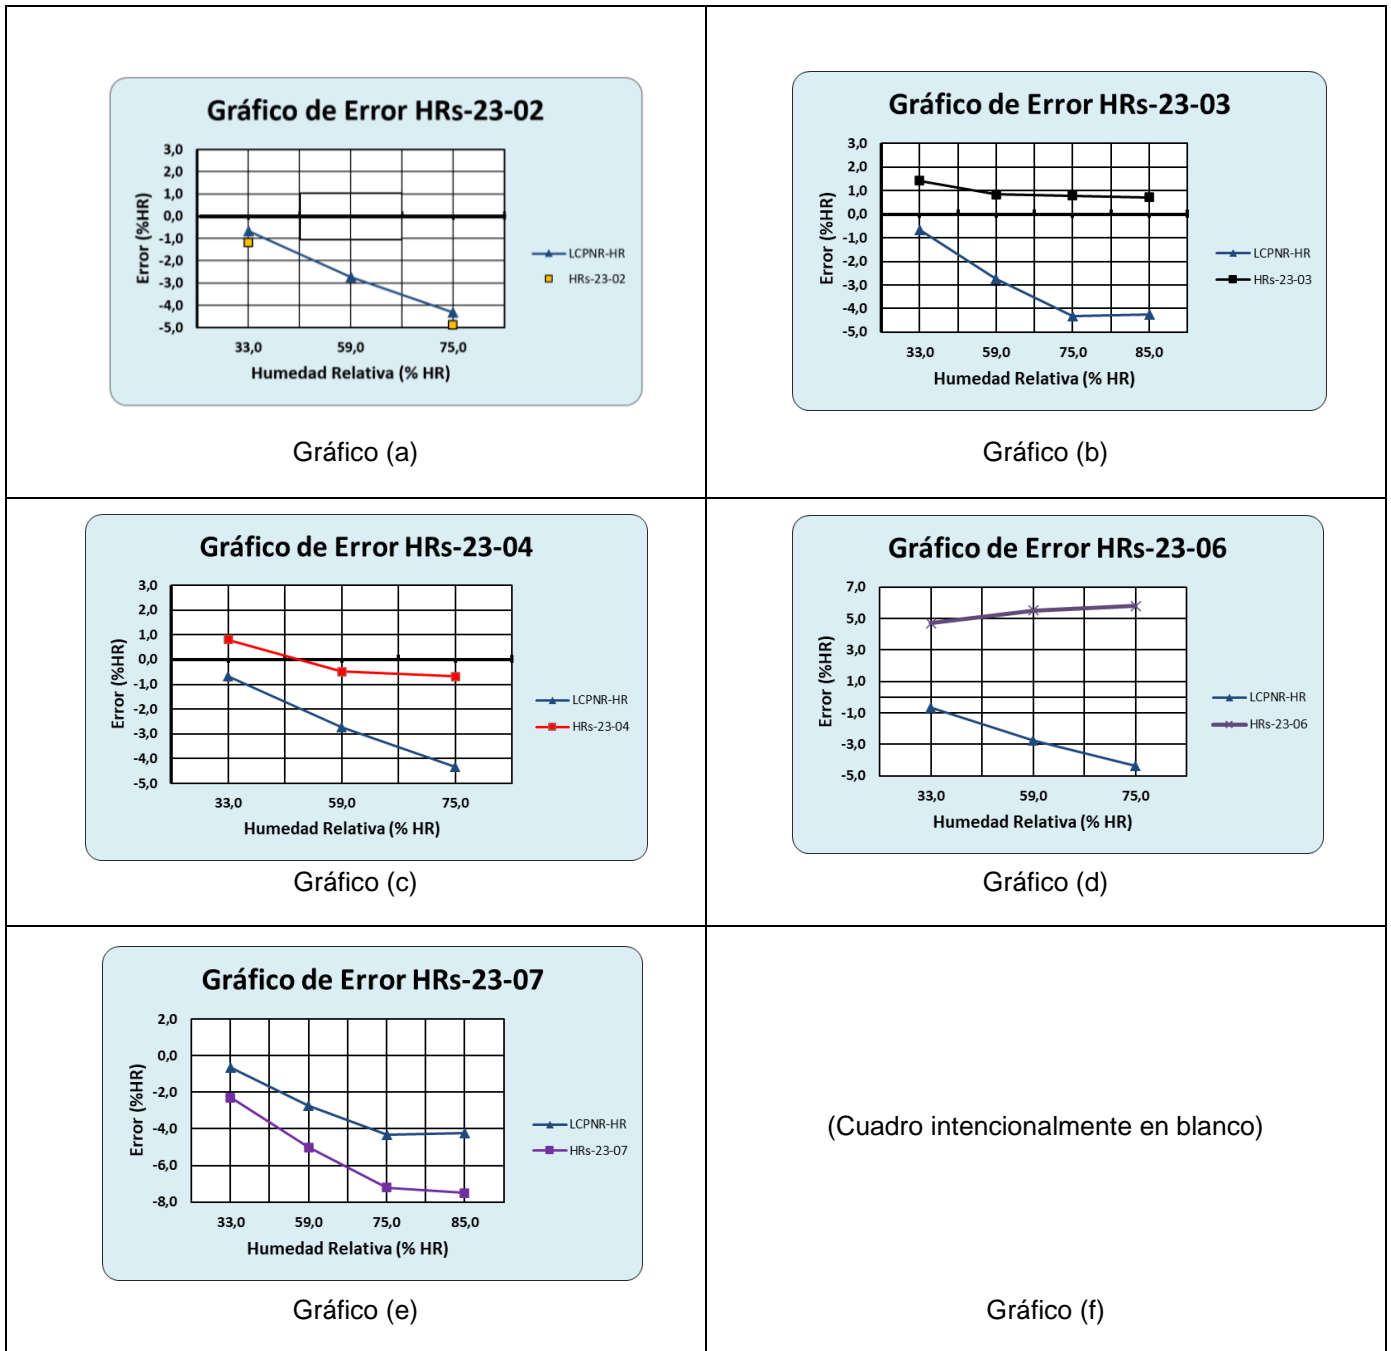 Gráfico de Error HRs-23-02
3,0
2,0
1,0
0,0
-1,0
-2,0
-3,0
-4,0
-5,0
Error (%HR)
33,0 59,0 75,0
Humedad Relativa (% HR)
LCPNR-HR
HRs-23-02
Gráfico (a)
Gráfico de Error HRs-23-03
3,0
2,0
1,0
0,0
-1,0
-2,0
-3,0
-4,0
-5,0
Error (%HR)
33,0 59,0 75,0 85,0
Humedad Relativa (% HR)
LCPNR-HR
HRs-23-03
Gráfico (b)
Gráfico de Error HRs-23-04
3,0
2,0
1,0
0,0
-1,0
-2,0
-3,0
-4,0
-5,0
Error (%HR)
33,0 59,0 75,0
Humedad Relativa (% HR)
LCPNR-HR
HRs-23-04
Gráfico (c)
Gráfico de Error HRs-23-06
7,0
5,0
3,0
1,0
-1,0
-3,0
-5,0
Error (%HR)
33,0 59,0 75,0
Humedad Relativa (% HR)
LCPNR-HR
HRs-23-06
Gráfico (d)
Gráfico de Error HRs-23-07
2,0
0,0
-2,0
-4,0
-6,0
-8,0
Error (%HR)
33,0 59,0 75,0 85,0
Humedad Relativa (% HR)
LCPNR-HR
HRs-23-07
Gráfico (e)
(Cuadro intencionalmente en blanco)
Gráfico (f)